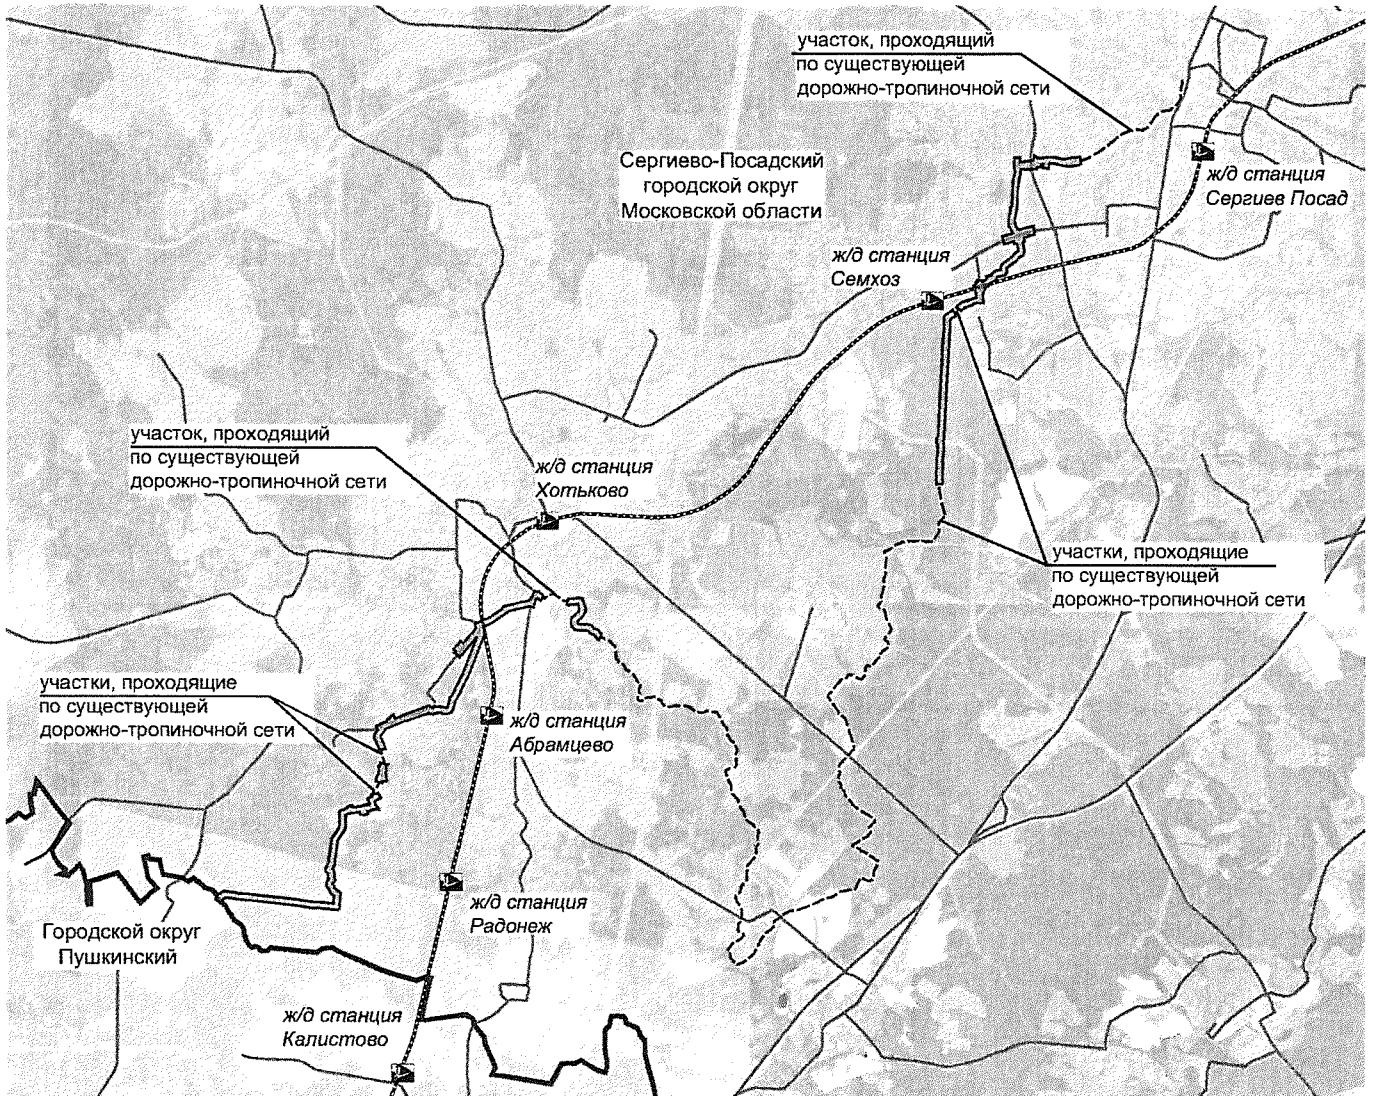 участок, проходящий
по существующей
дорожно-тропиночной сети
Сергиево-Посадский
городской округ
Московской области
ж/д станция
Сергиев Посад
ж/д станция
Семхоз
участок, проходящий
по существующей
дорожно-тропиночной сети
ж/д станция
Хотьково
участки, проходящие
по существующей
дорожно-тропиночной сети
участки, проходящие
по существующей
дорожно-тропиночной сети
ж/д станция
Абрамцево
ж/д станция
Радонеж
Городской округ
Пушкинский
ж/д станция
Калистово